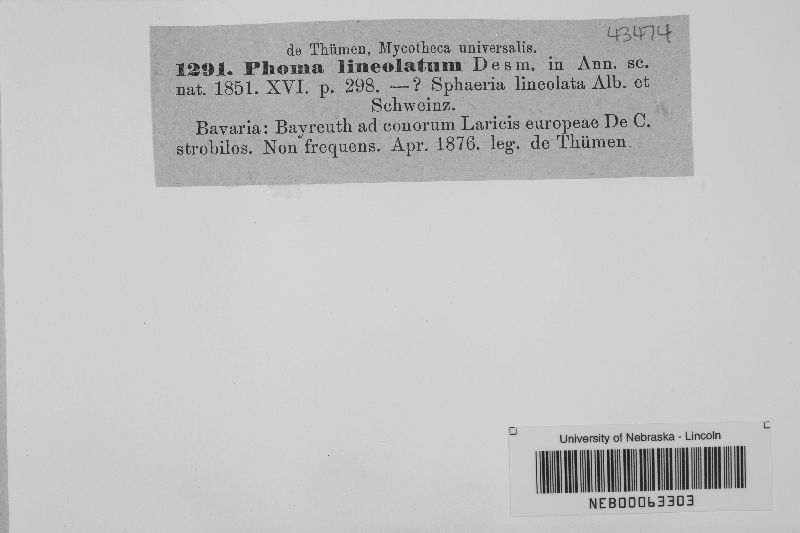 43474
de Thümen, Mycotheca universalis.
1291. Phoma lineolatum Desm. in Ann. sc.
nat. 1851. XVI. p. 298. —? Sphaeria lineolata Alb. et
Schweinz.
Bavaria: Bayreuth ad conorum Laricis europeae De C.
strobilos. Non frequens. Apr. 1876. leg. de Thümen.
University of Nebraska - Lincoln
NEB00063303